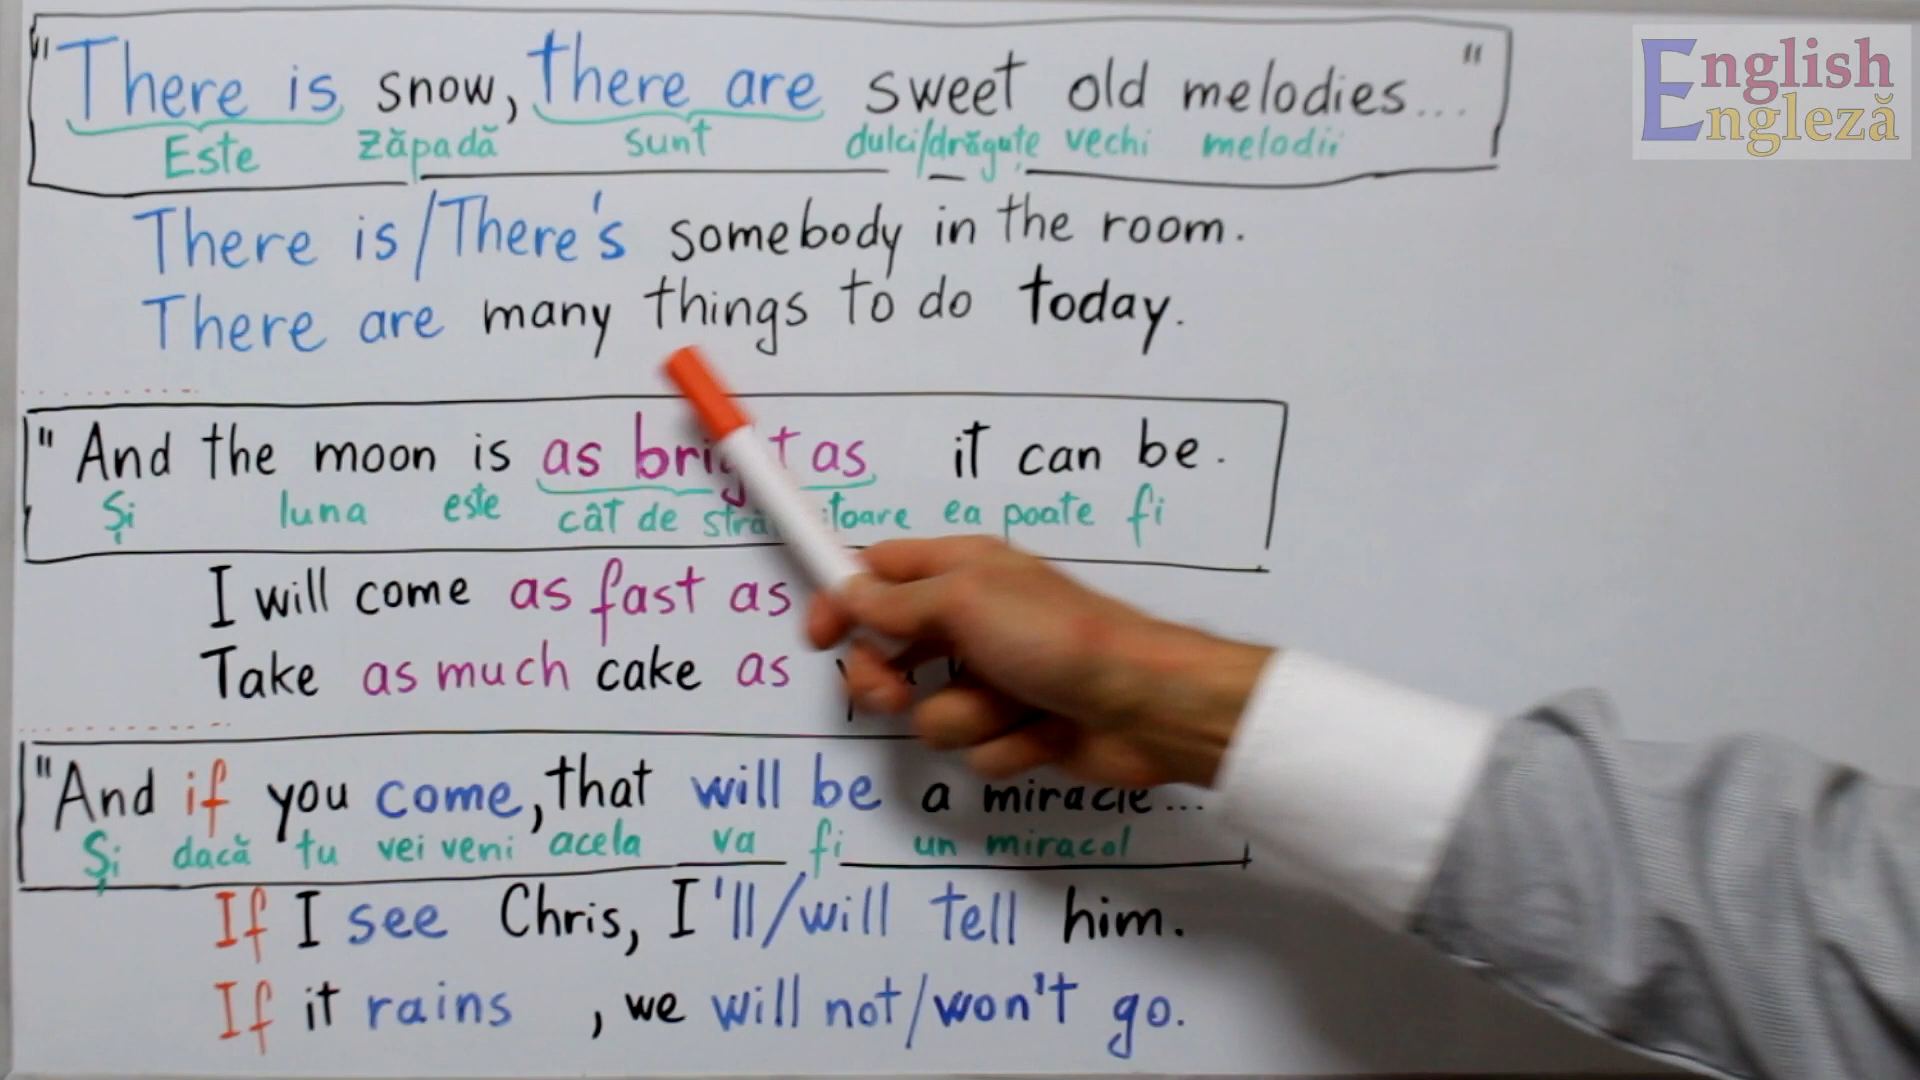 "There is snow, there are sweet old melodies..."
Este zăpadă sunt dulci/drăguțe vechi melodii
There is/There's somebody in the room.
There are many things to do today.
"And the moon is as as it can be.
Și luna este cât de ea poate fi
I will come as fast as
Take as much cake as
"And if you come, that will be a miracle...
Și dacă tu vei veni acela va fi un miracol
If I see Chris, I'll/will tell him.
If it rains , we will not/won't go.
English
Engleză